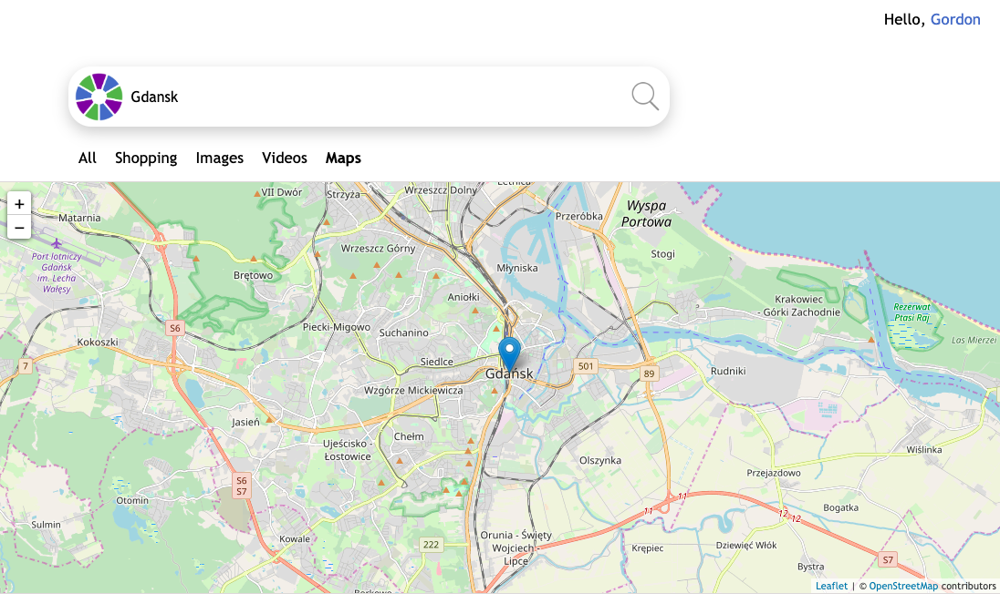 Hello, Gordon
Gdansk
All Shopping Images Videos Maps
+
−
VII Dwór
Strzyża
Wrzeszcz Dolny
Letnica
Matarnia
Przeróbka
Wyspa
Portowa
Port lotniczy
Gdańsk
im. Lecha
Wałęsy
Wrzeszcz Górny
Stogi
Brętowo
Młyniska
Aniołki
Krakowiec
- Górki Zachodnie
Rezerwat
Ptasi Raj
S6
Piecki-Migowo
Suchanino
Kokoszki
Las Mierzei
7
Siedlce
Gdańsk
501
89
Rudniki
Wzgórze Mickiewicza
Jasień
Chełm
Ujeścisko -
Łostowice
Olszynka
Wiślinka
Przejazdowo
S6
S7
Otomin
11
11
Bogatka
12
12
Sulmin
Kowale
222
Orunia - Święty
Wojciech -
Lipce
Krępiec
Dziewięć Włók
S7
Bystra
Borkowo
Leaflet | © OpenStreetMap contributors